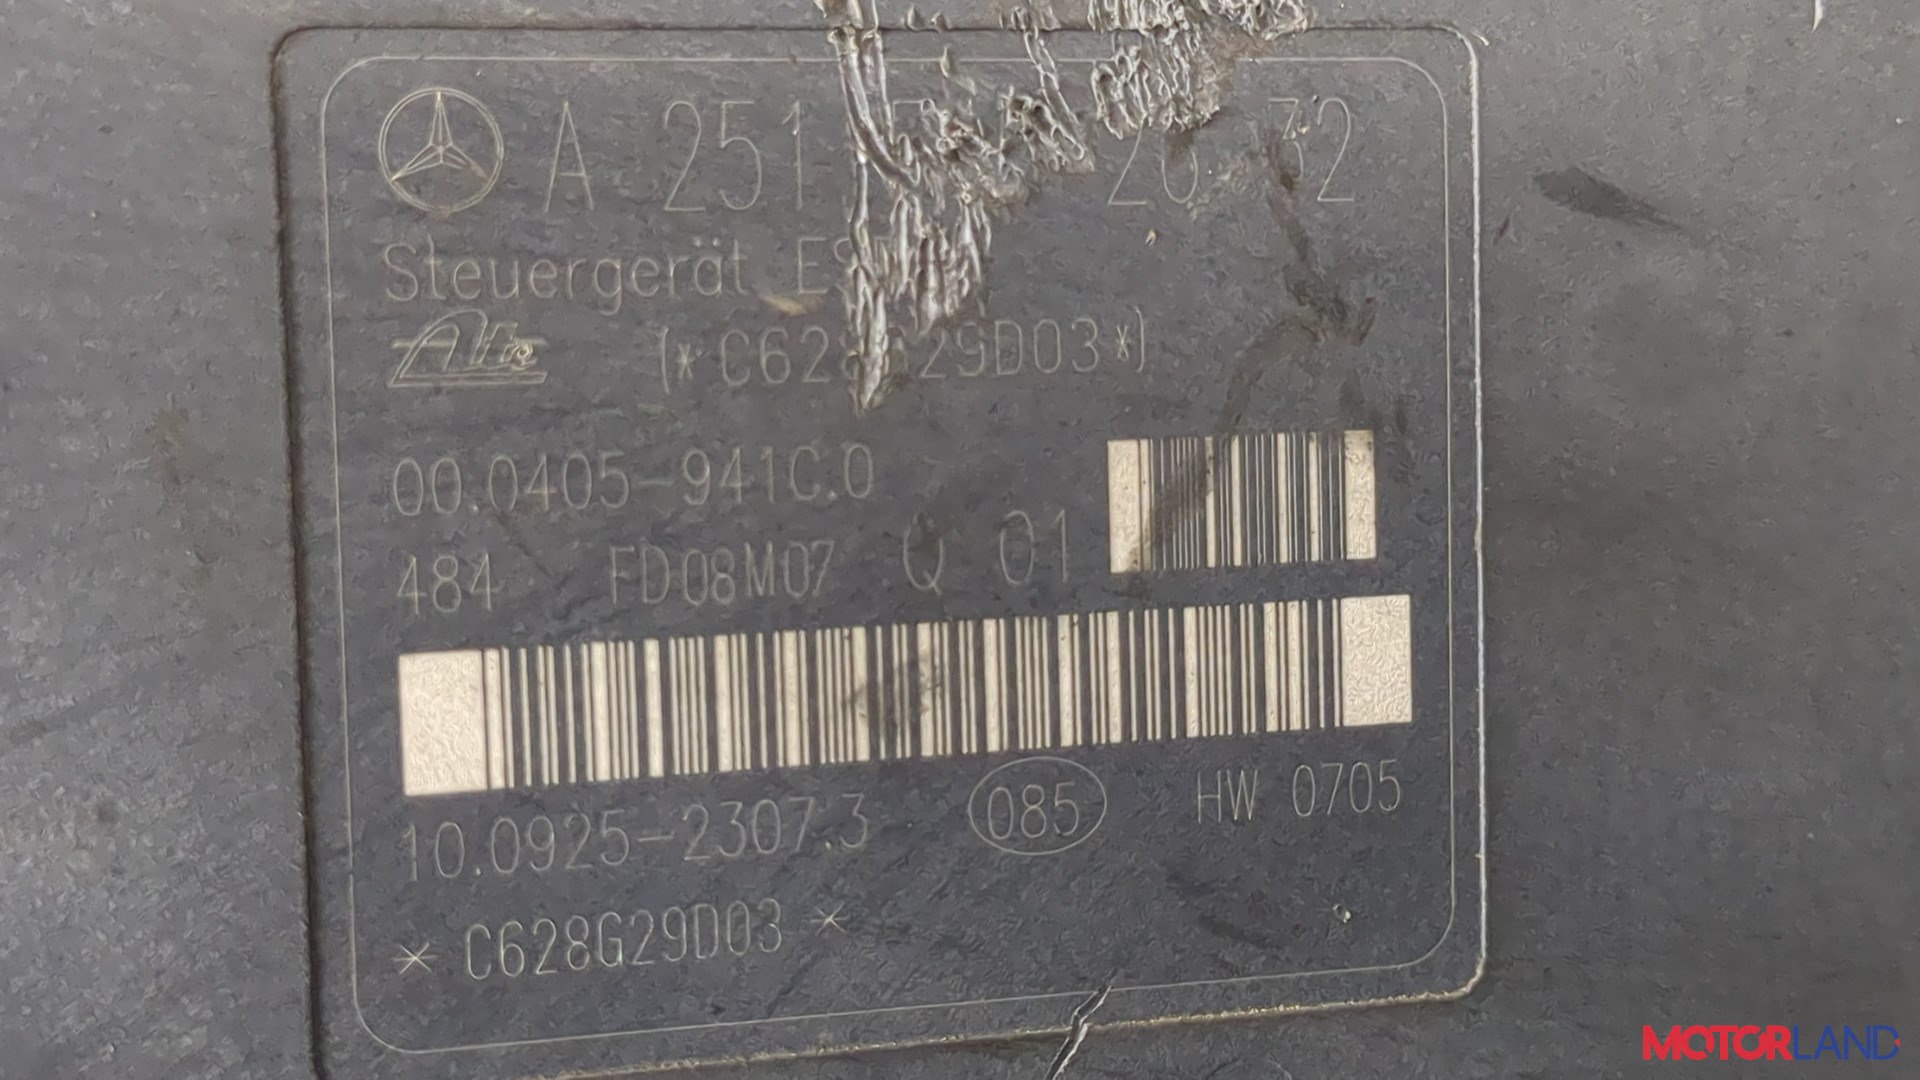 A 251 32
Steuergerät
Ate
00.0405-941C.0
484 FD08M07 Q 01
10.0925-2307.3 085 HW 0705
* C628G29D03 *
MOTORLAND